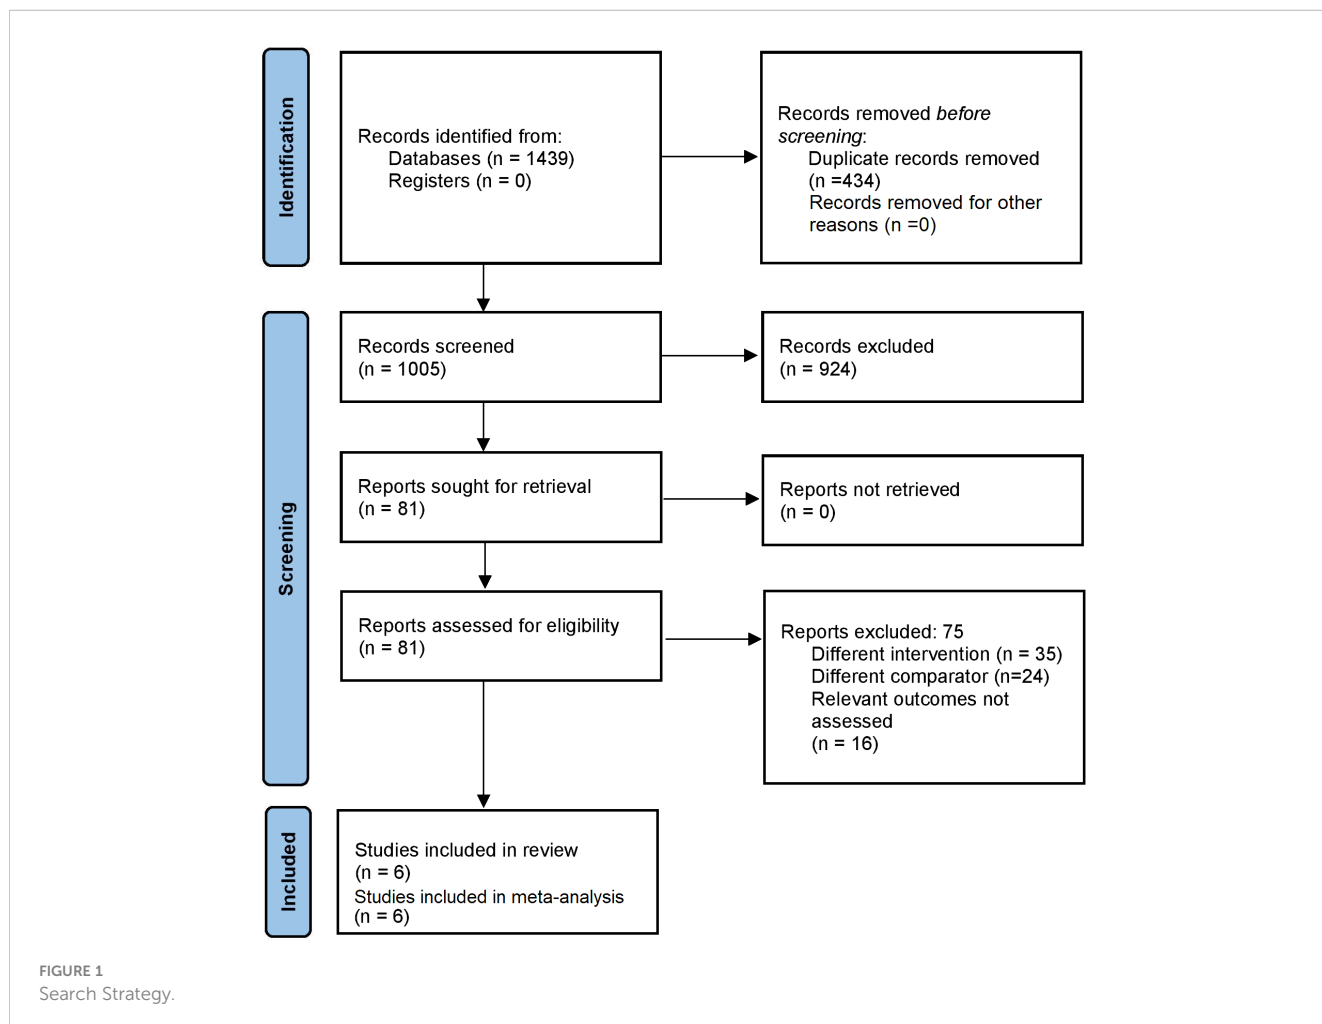 Identification
Records identified from:
Databases (n = 1439)
Registers (n = 0)
Records removed before
screening:
Duplicate records removed
(n =434)
Records removed for other
reasons (n =0)
Screening
Records screened
(n = 1005)
Records excluded
(n = 924)
Reports sought for retrieval
(n = 81)
Reports not retrieved
(n = 0)
Reports assessed for eligibility
(n = 81)
Reports excluded: 75
Different intervention (n = 35)
Different comparator (n=24)
Relevant outcomes not
assessed
(n = 16)
Included
Studies included in review
(n = 6)
Studies included in meta-analysis
(n = 6)
FIGURE 1
Search Strategy.